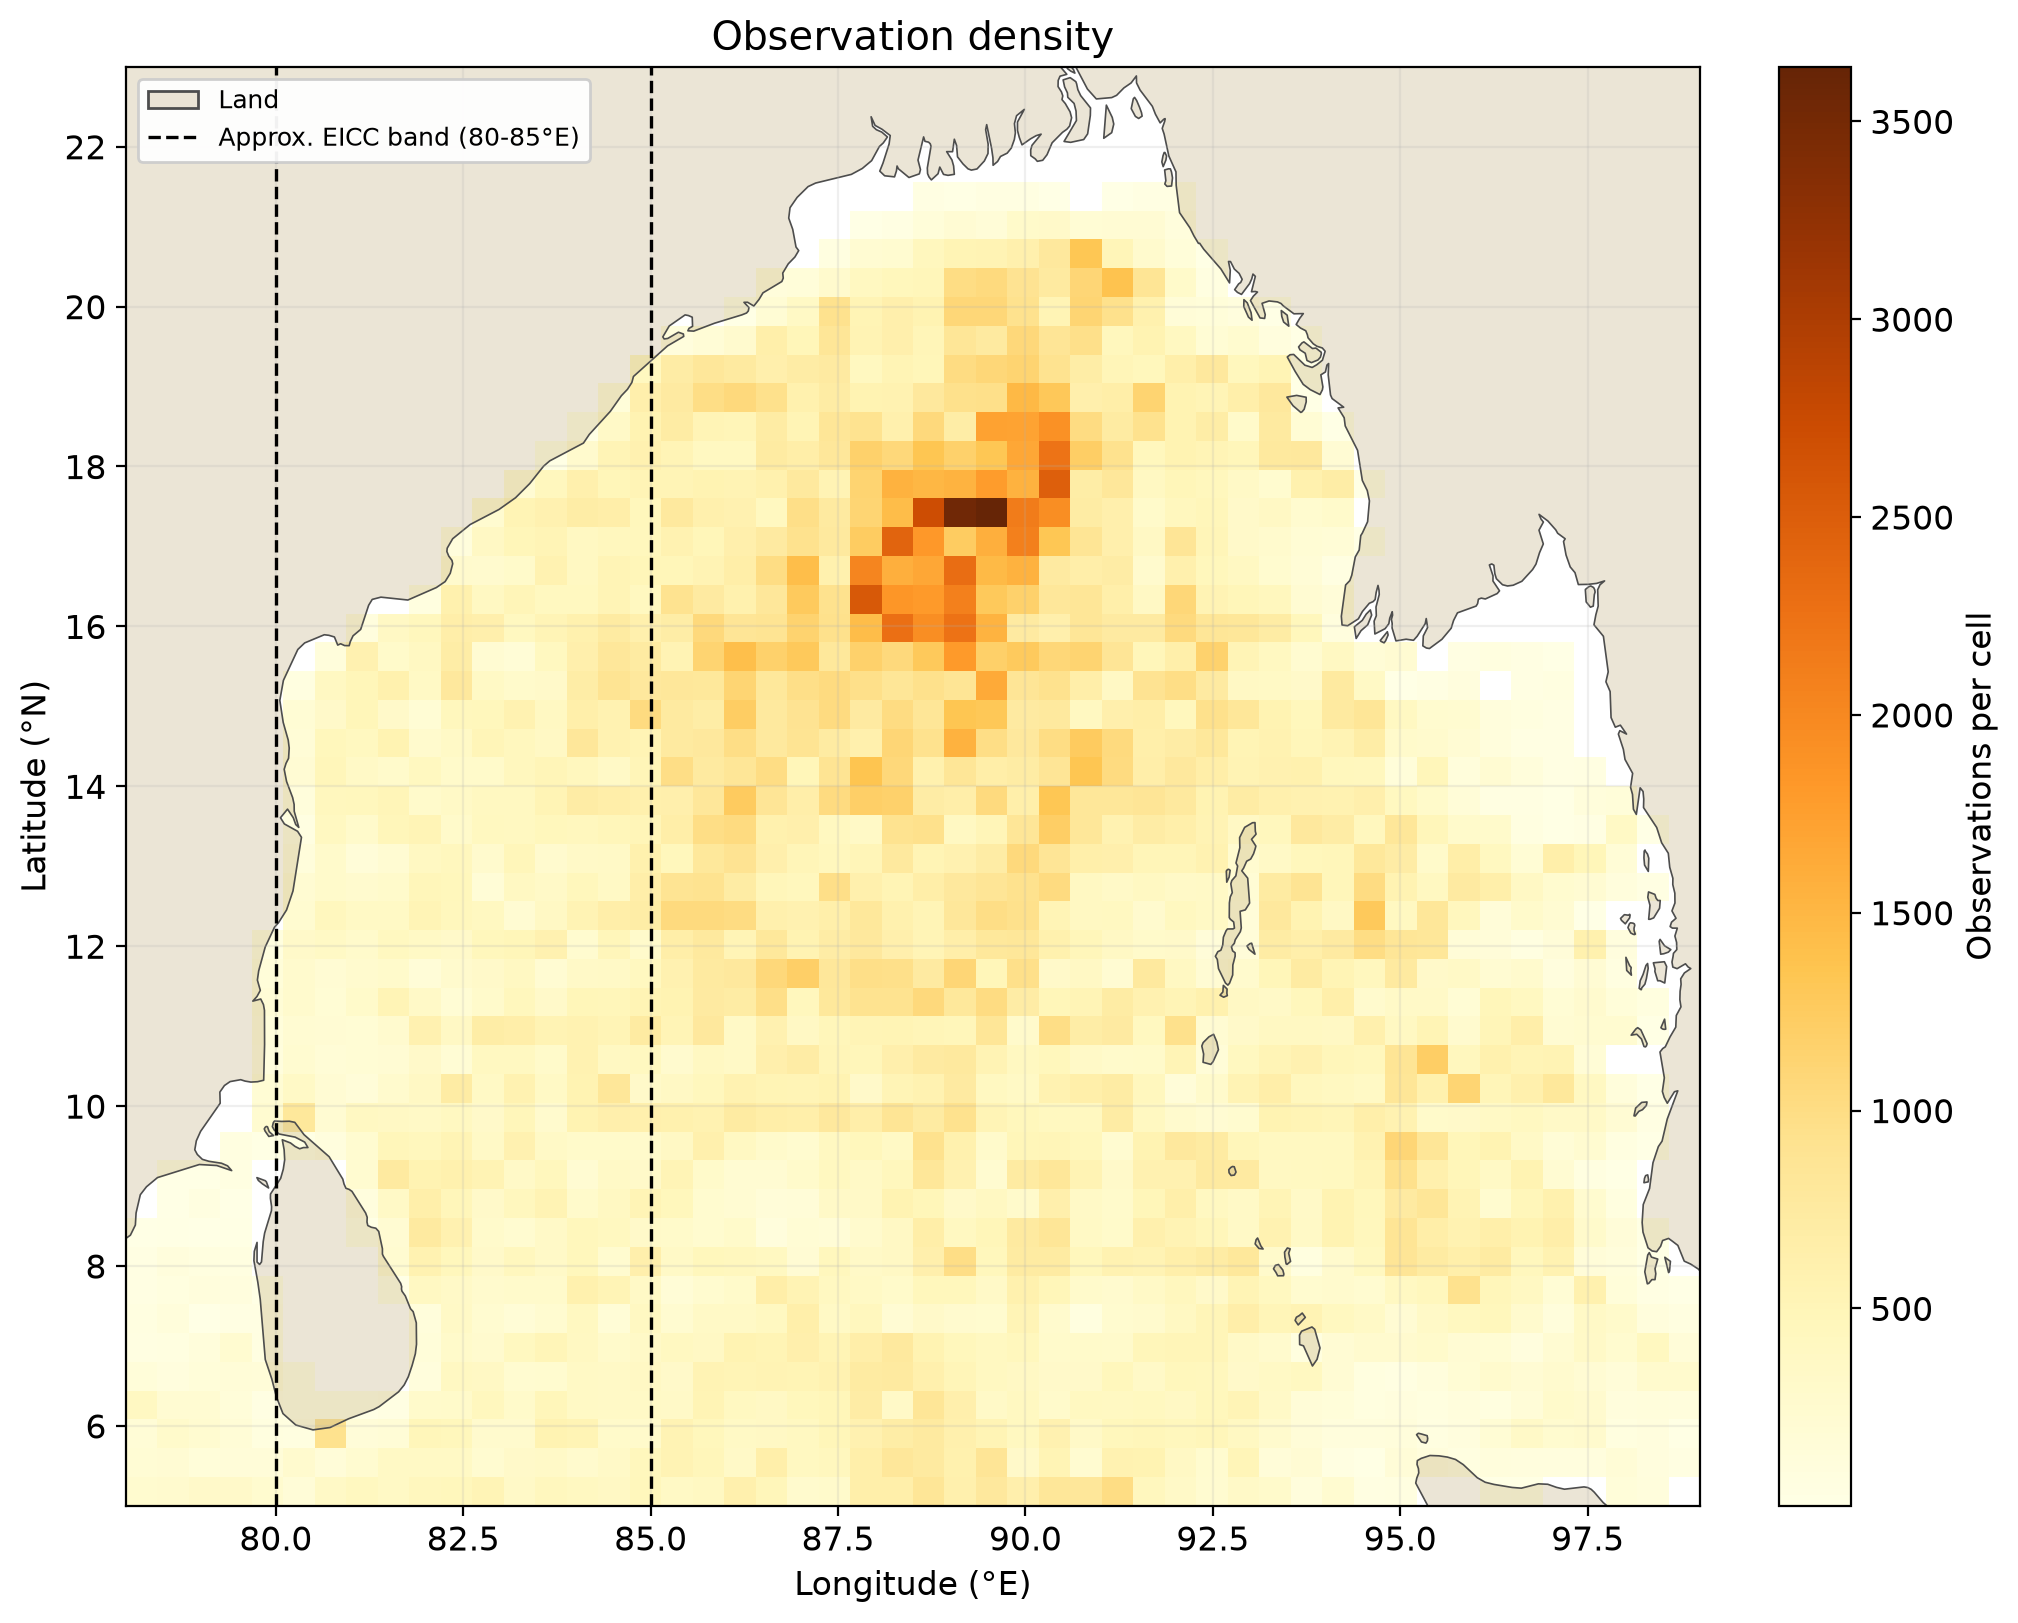 Observation density
Land
Approx. EICC band (80-85°E)
22
20
18
16
14
12
10
8
6
Latitude (°N)
80.0 82.5 85.0 87.5 90.0 92.5 95.0 97.5
Longitude (°E)
3500
3000
2500
2000
1500
1000
500
Observations per cell